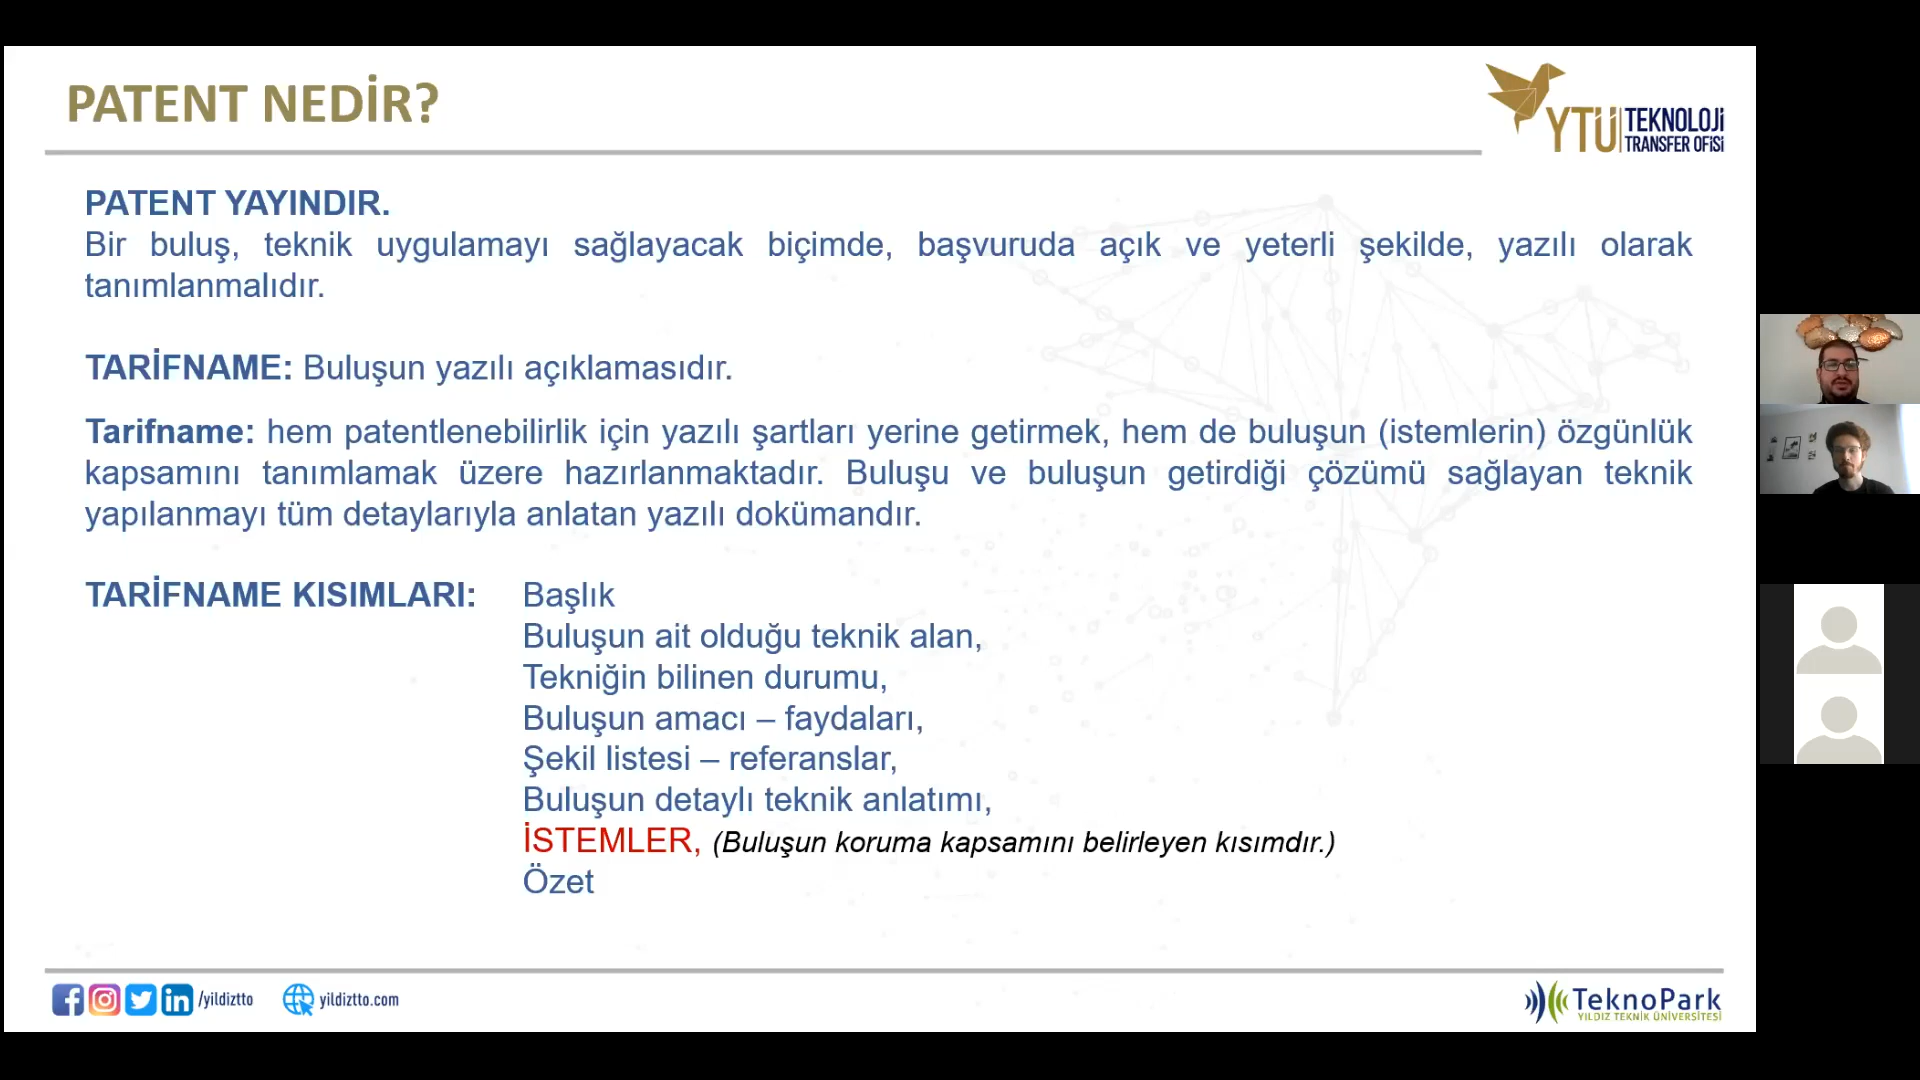 PATENT NEDİR?
YTÜ TEKNOLOJİ
TRANSFER OFİSİ
PATENT YAYINDIR.
Bir buluş, teknik uygulamayı sağlayacak biçimde, başvuruda açık ve yeterli şekilde, yazılı olarak
tanımlanmalıdır.
TARİFNAME: Buluşun yazılı açıklamasıdır.
Tarifname: hem patentlenebilirlik için yazılı şartları yerine getirmek, hem de buluşun (istemlerin) özgünlük
kapsamını tanımlamak üzere hazırlanmaktadır. Buluşu ve buluşun getirdiği çözümü sağlayan teknik
yapılanmayı tüm detaylarıyla anlatan yazılı dokümandır.
TARİFNAME KISIMLARI: Başlık
Buluşun ait olduğu teknik alan,
Tekniğin bilinen durumu,
Buluşun amacı – faydaları,
Şekil listesi – referanslar,
Buluşun detaylı teknik anlatımı,
İSTEMLER, (Buluşun koruma kapsamını belirleyen kısımdır.)
Özet
/yildiztto yildiztto.com
TeknoPark
YILDIZ TEKNİK ÜNİVERSİTESİ